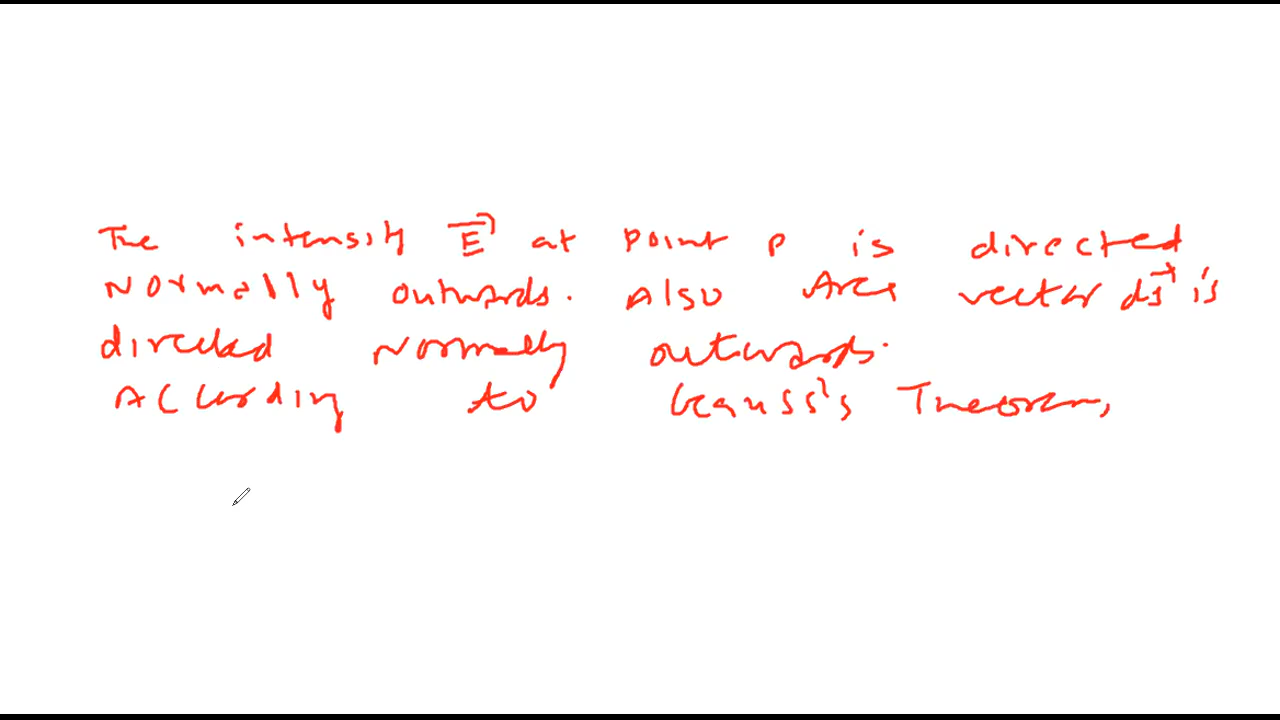 The intensity E⃗ at point P is directed
Normally outwards. Also Area vector ds⃗ is
directed Normally outwards.
According to Gauss's Theorem,